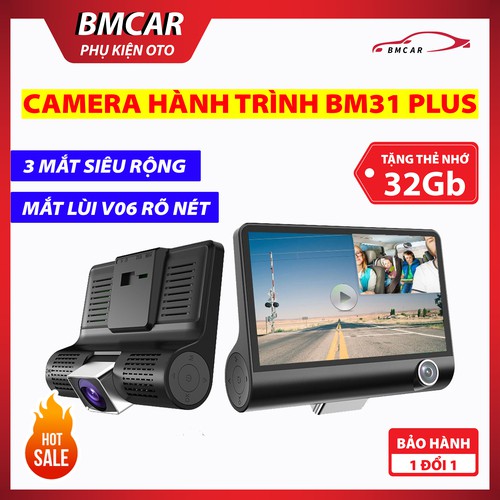 BMCAR
PHỤ KIỆN OTO
BMCAR
CAMERA HÀNH TRÌNH BM31 PLUS
3 MẮT SIÊU RỘNG
MẮT LÙI V06 RÕ NÉT
TẶNG THẺ NHỚ
32Gb
HOT
SALE
BẢO HÀNH
1 ĐỔI 1